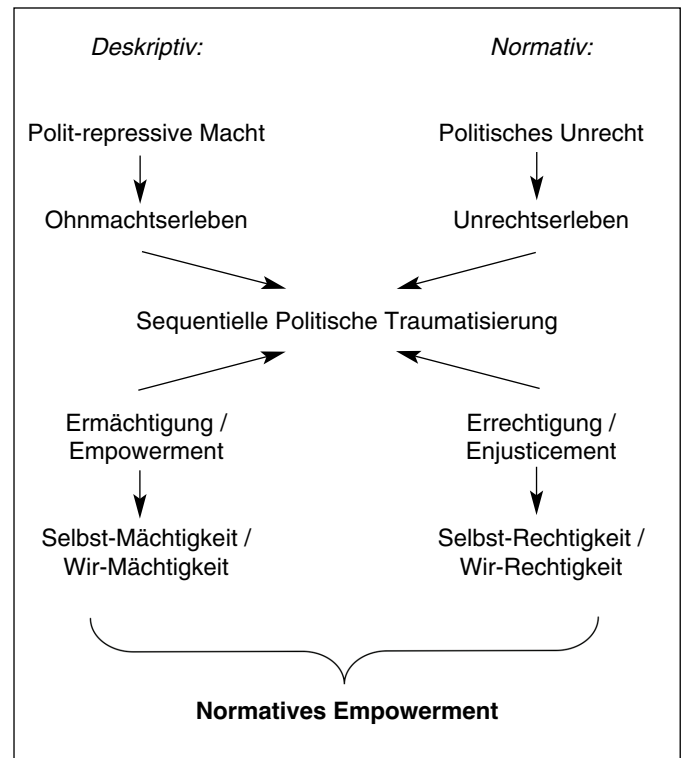 Deskriptiv:
Normativ:
Polit-repressive Macht
Politisches Unrecht
Ohnmachtserleben
Unrechtserleben
Sequentielle Politische Traumatisierung
Ermächtigung /
Empowerment
Errechtigung /
Enjusticement
Selbst-Mächtigkeit /
Wir-Mächtigkeit
Selbst-Rechtigkeit /
Wir-Rechtigkeit
Normatives Empowerment